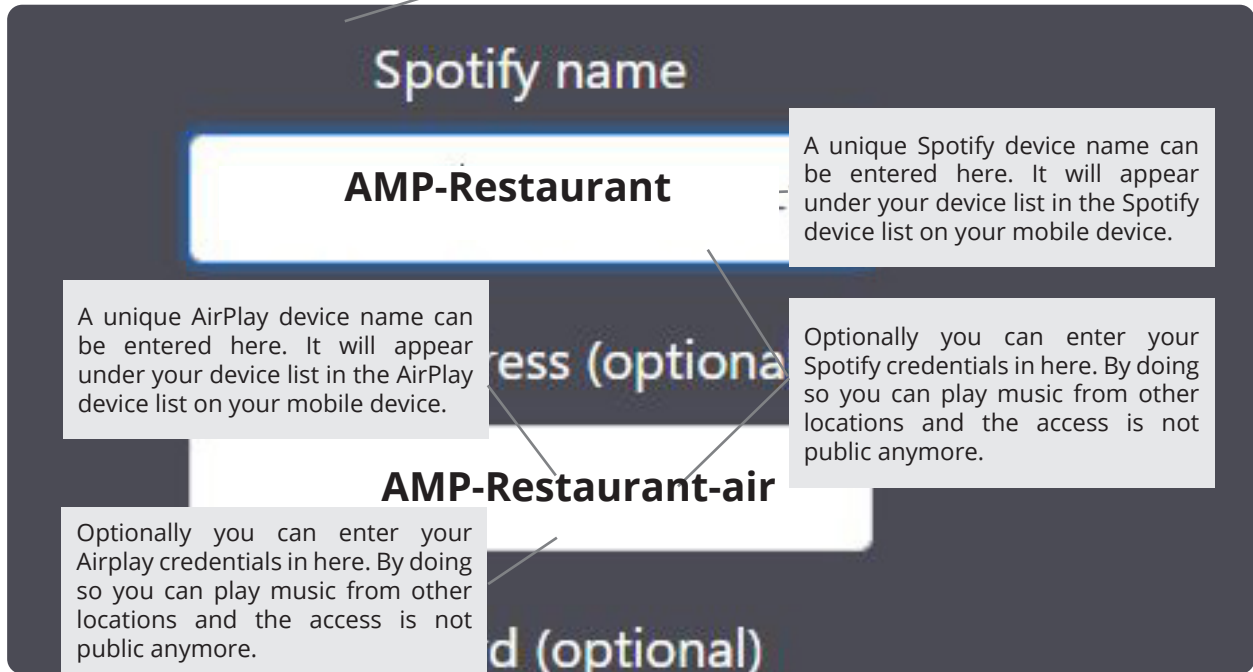 Spotify name
AMP-Restaurant
A unique Spotify device name can
be entered here. It will appear
under your device list in the Spotify
device list on your mobile device.
A unique AirPlay device name can
be entered here. It will appear
under your device list in the AirPlay
device list on your mobile device.
ress (optiona
Optionally you can enter your
Spotify credentials in here. By doing
so you can play music from other
locations and the access is not
public anymore.
AMP-Restaurant-air
Optionally you can enter your
Airplay credentials in here. By doing
so you can play music from other
locations and the access is not
public anymore.
d (optional)